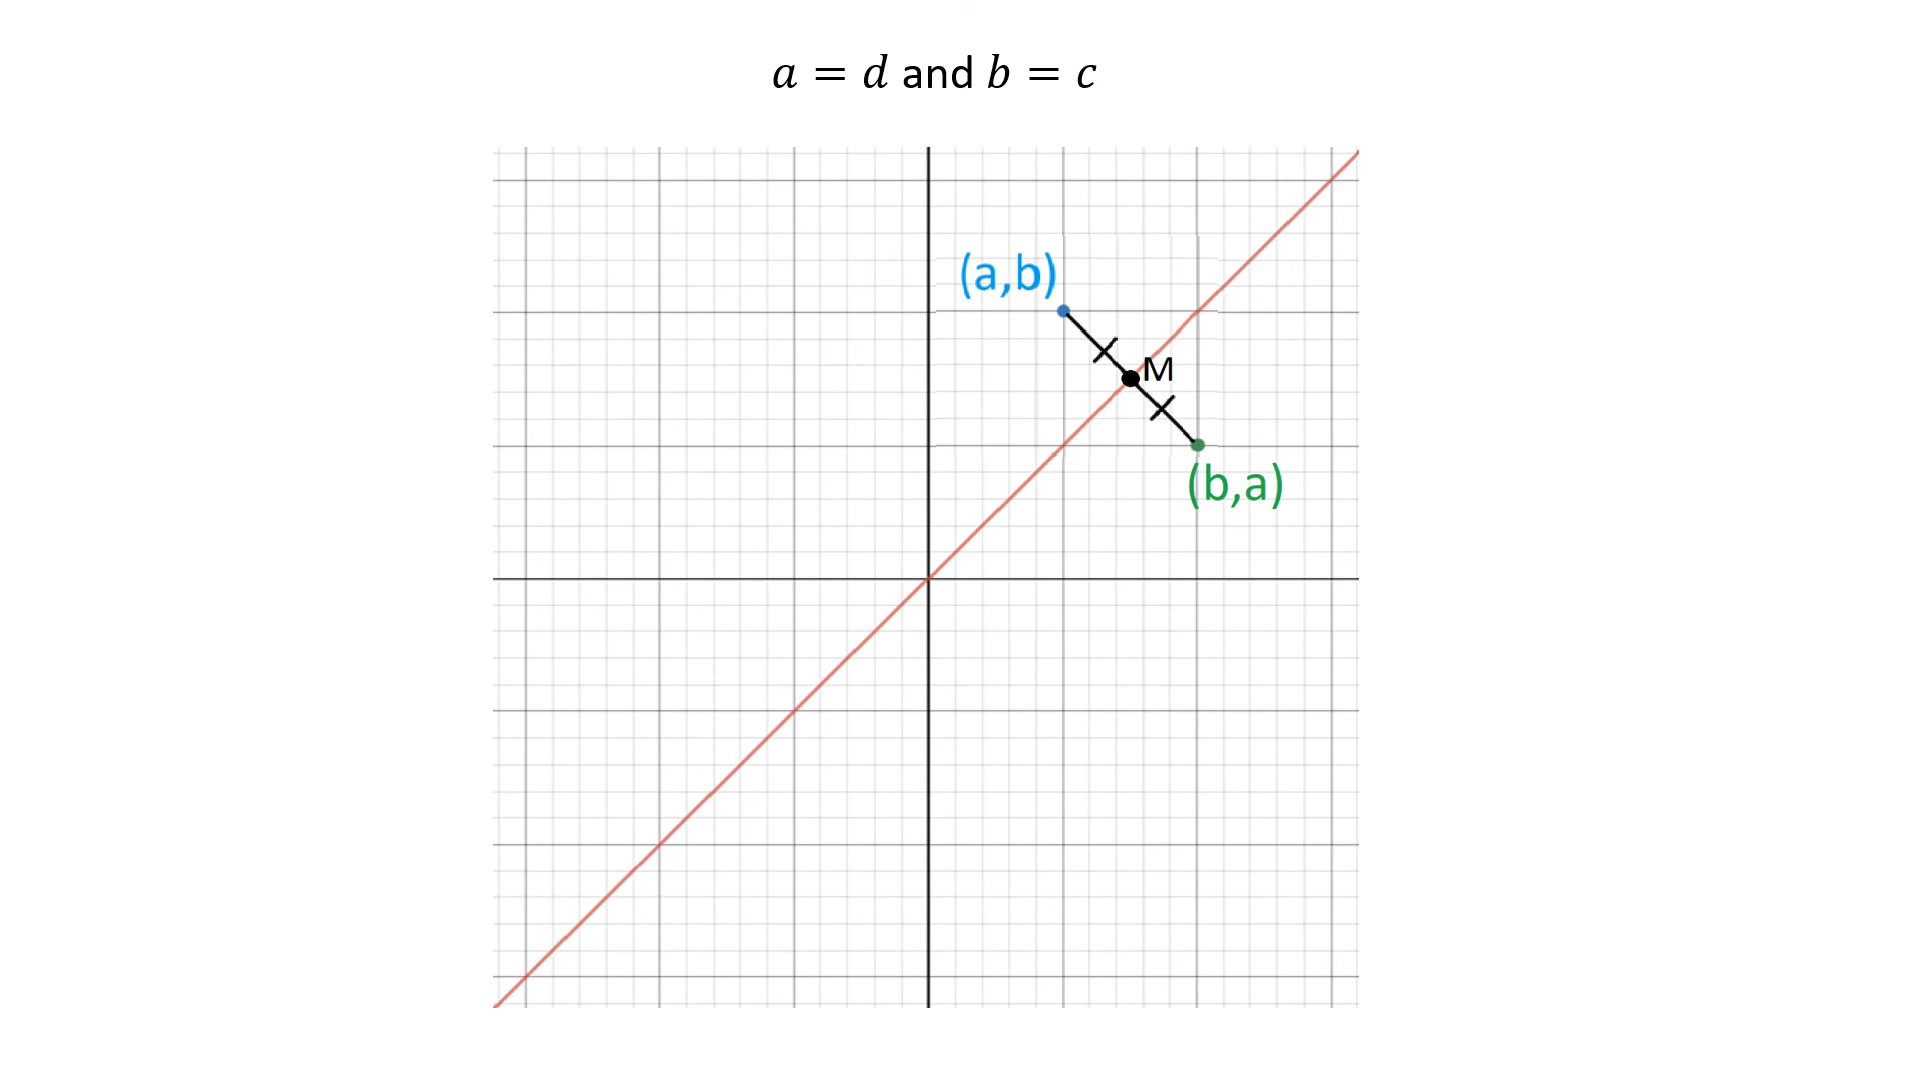 a = d and b = c
(a,b)
M
(b,a)